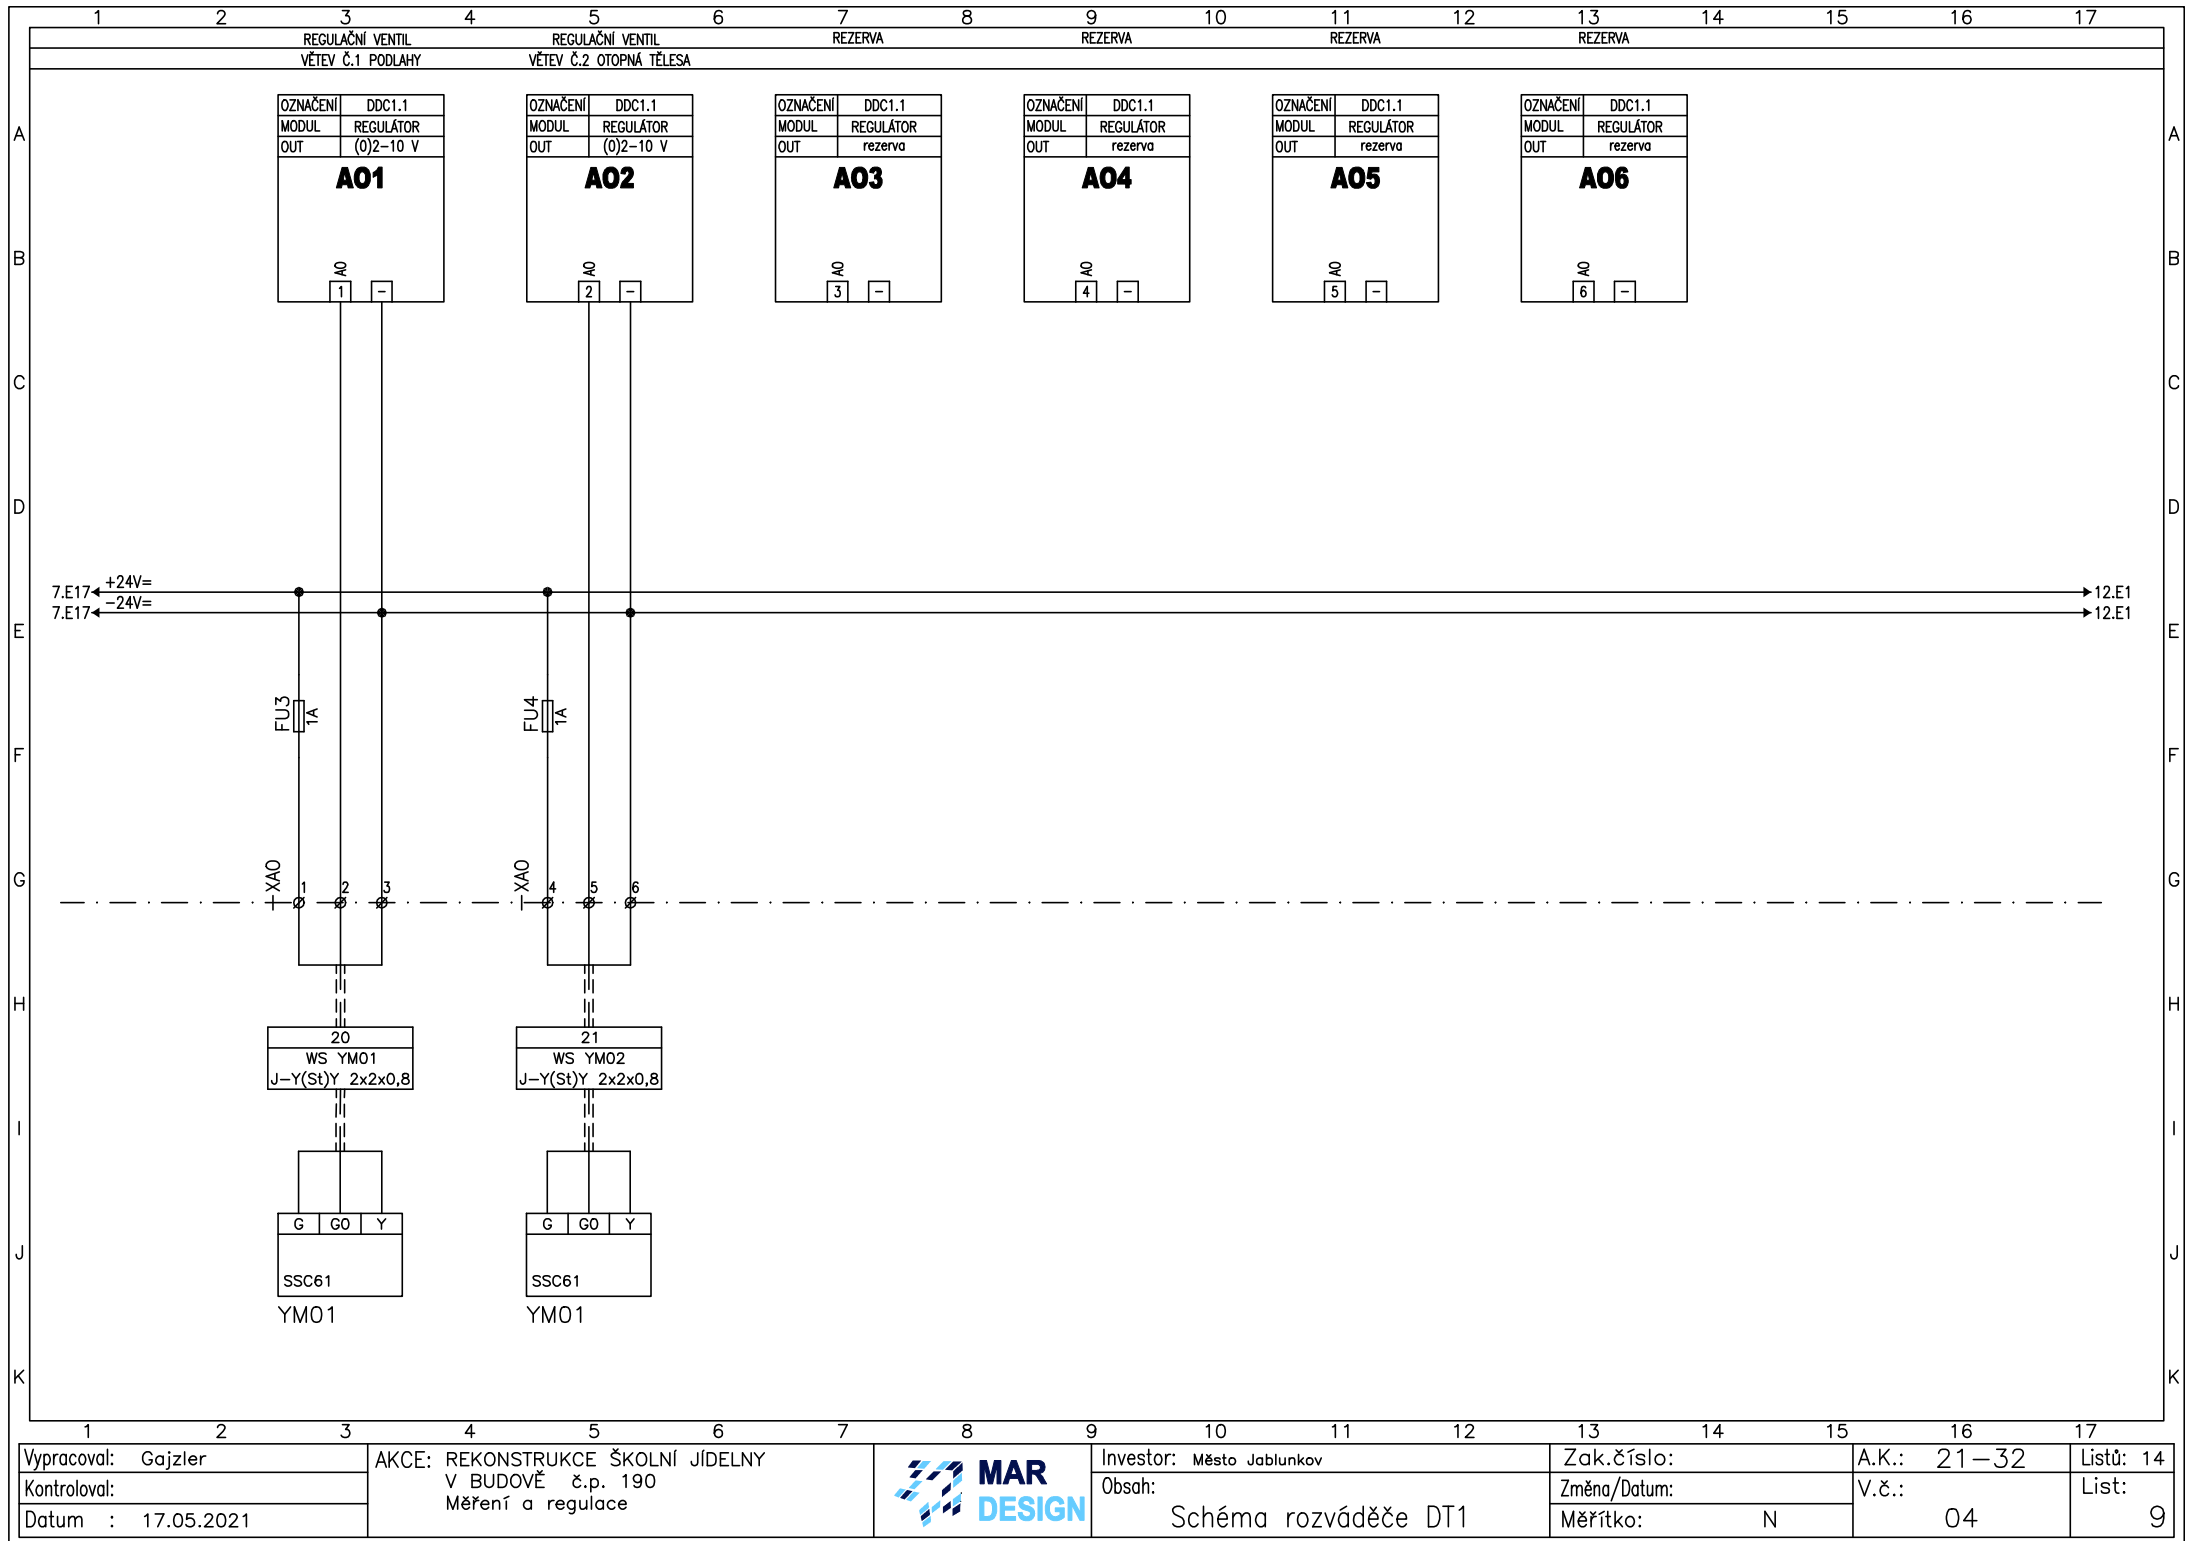 1 2 3 4 5 6 7 8 9 10 11 12 13 14 15 16 17
REGULAČNÍ VENTIL REGULAČNÍ VENTIL REZERVA REZERVA REZERVA REZERVA
VĚTEV Č.1 PODLAHY VĚTEV Č.2 OTOPNÁ TĚLESA
OZNAČENÍ DDC1.1 OZNAČENÍ DDC1.1 OZNAČENÍ DDC1.1 OZNAČENÍ DDC1.1 OZNAČENÍ DDC1.1 OZNAČENÍ DDC1.1
A MODUL REGULÁTOR MODUL REGULÁTOR MODUL REGULÁTOR MODUL REGULÁTOR MODUL REGULÁTOR MODUL REGULÁTOR A
OUT (0)2-10 V OUT (0)2-10 V OUT rezerva OUT rezerva OUT rezerva OUT rezerva
AO1 AO2 AO3 AO4 AO5 AO6
B AO AO AO AO AO AO B
1 - 2 - 3 - 4 - 5 - 6 -
C C
D D
+24V=
7.E17 12.E1
-24V=
7.E17 12.E1
E E
FU3 1A FU4 1A
F F
G XAO XAO G
1 2 3 4 5 6
H H
20 21
WS YM01 WS YM02
J-Y(St)Y 2x2x0,8 J-Y(St)Y 2x2x0,8
I I
G G0 Y G G0 Y
J J
SSC61 SSC61
YM01 YM01
K K
1 2 3 4 5 6 7 8 9 10 11 12 13 14 15 16 17
Vypracoval: Gajzler
Kontroloval:
Datum : 17.05.2021
AKCE: REKONSTRUKCE ŠKOLNÍ JÍDELNY
V BUDOVĚ č.p. 190
Měření a regulace
MAR
DESIGN
Investor: Město Jablunkov
Obsah:
Schéma rozváděče DT1
Zak.číslo:
Změna/Datum:
Měřítko: N
A.K.: 21-32
V.č.:
04
Listů: 14
List:
9